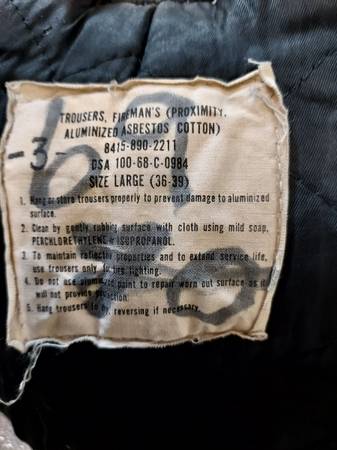 TROUSERS, FIREMAN'S (PROXIMITY,
ALUMINIZED ASBESTOS COTTON)
8415-890-2211
DSA 100-68-C-0984
SIZE LARGE (36-39)
-3-
1. Hang or store trousers properly to prevent damage to aluminized
surface.
2. Clean by gently rubbing surface with cloth using mild soap,
PERCHLORETHYLENE or ISOPROPANOL.
3. To maintain reflective properties and to extend service life,
use trousers only during fire fighting.
4. Do not use aluminized paint to repair worn out surface as it
will not provide protection.
5. Hang trousers to dry, reversing if necessary.